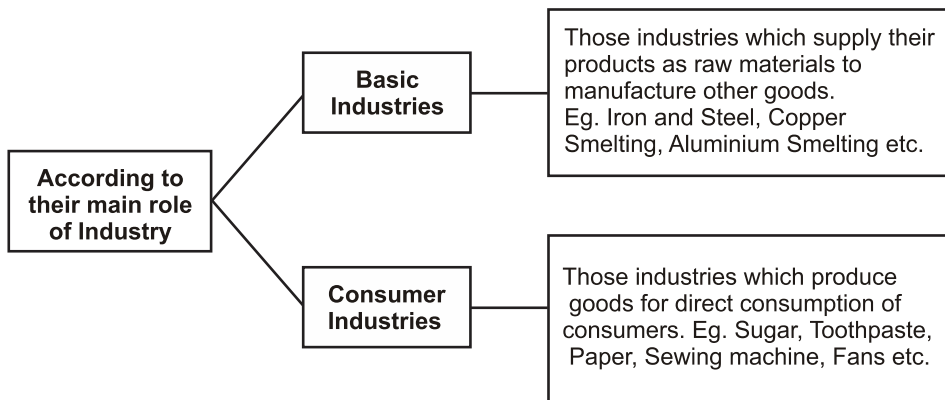 According to
their main role
of Industry
Basic
Industries
Those industries which supply their
products as raw materials to
manufacture other goods.
Eg. Iron and Steel, Copper
Smelting, Aluminium Smelting etc.
Consumer
Industries
Those industries which produce
goods for direct consumption of
consumers. Eg. Sugar, Toothpaste,
Paper, Sewing machine, Fans etc.